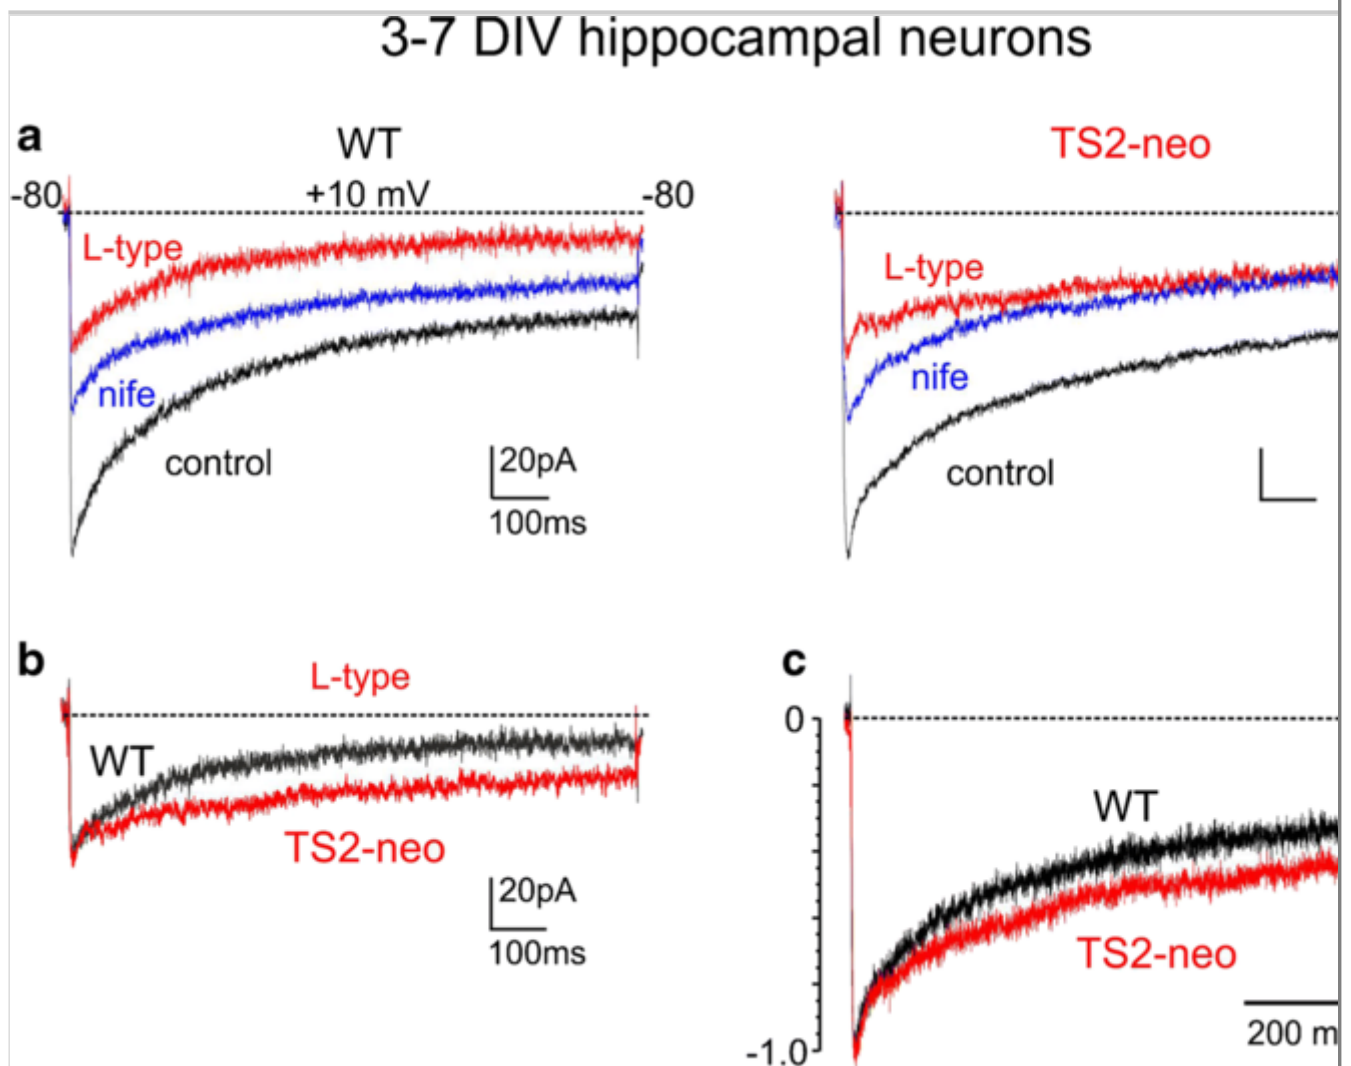 3-7 DIV hippocampal neurons
a
WT
TS2-neo
-80
+10 mV
-80
L-type
nife
control
20pA
100ms
L-type
nife
control
b
L-type
WT
TS2-neo
20pA
100ms
c
0
WT
TS2-neo
200 m
-1.0